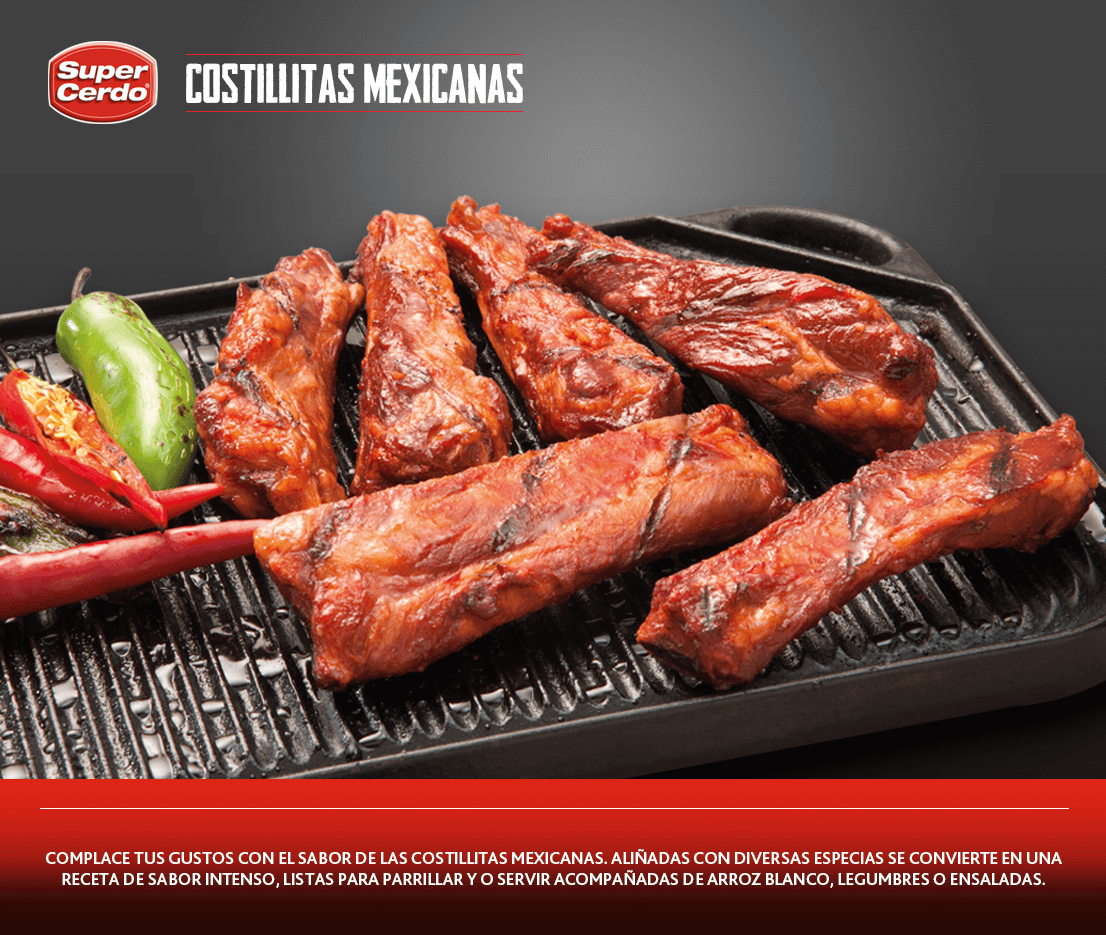 Super
Cerdo®
COSTILLITAS MEXICANAS
COMPLACE TUS GUSTOS CON EL SABOR DE LAS COSTILLITAS MEXICANAS. ALIÑADAS CON DIVERSAS ESPECIAS SE CONVIERTE EN UNA
RECETA DE SABOR INTENSO, LISTAS PARA PARRILLAR Y O SERVIR ACOMPAÑADAS DE ARROZ BLANCO, LEGUMBRES O ENSALADAS.